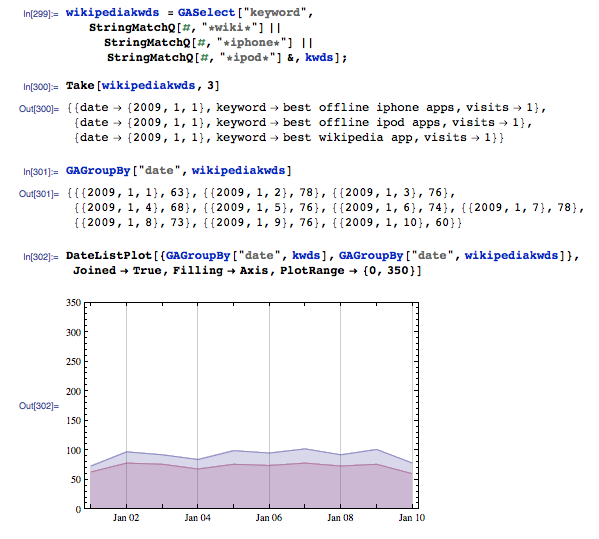 In[299]:= wikipediakwds = GASelect["keyword",
StringMatchQ[#, "*wiki*"] ||
StringMatchQ[#, "*iphone*"] ||
StringMatchQ[#, "*ipod*"] &, kwds];
In[300]:= Take[wikipediakwds, 3]
Out[300]= {{date → {2009, 1, 1}, keyword → best offline iphone apps, visits → 1},
{date → {2009, 1, 1}, keyword → best offline ipod apps, visits → 1},
{date → {2009, 1, 1}, keyword → best wikipedia app, visits → 1}}
In[301]:= GAGroupBy["date", wikipediakwds]
Out[301]= {{{2009, 1, 1}, 63}, {{2009, 1, 2}, 78}, {{2009, 1, 3}, 76},
{{2009, 1, 4}, 68}, {{2009, 1, 5}, 76}, {{2009, 1, 6}, 74}, {{2009, 1, 7}, 78},
{{2009, 1, 8}, 73}, {{2009, 1, 9}, 76}, {{2009, 1, 10}, 60}}
In[302]:= DateListPlot[{GAGroupBy["date", kwds], GAGroupBy["date", wikipediakwds]},
Joined → True, Filling → Axis, PlotRange → {0, 350}]
350
300
250
200
Out[302]=
150
100
50
0
Jan 02 Jan 04 Jan 06 Jan 08 Jan 10